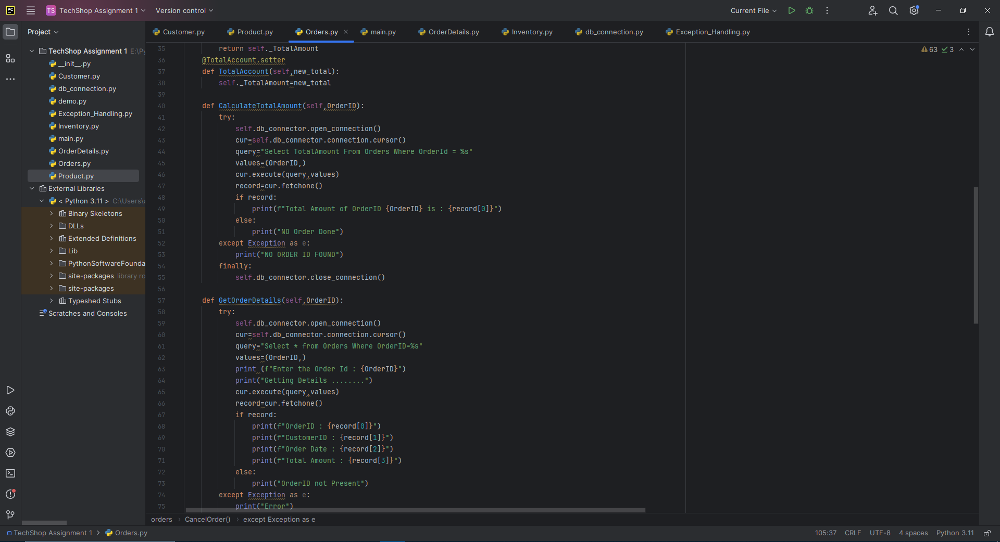 PC TS TechShop Assignment 1 Version control Current File
Project
Customer.py Product.py Orders.py main.py OrderDetails.py Inventory.py db_connection.py Exception_Handling.py
63 3
TechShop Assignment 1 E:\Py
__init__.py
Customer.py
db_connection.py
demo.py
Exception_Handling.py
Inventory.py
main.py
OrderDetails.py
Orders.py
Product.py
External Libraries
< Python 3.11 > C:\Users\a
Binary Skeletons
DLLs
Extended Definitions
Lib
PythonSoftwareFounda
site-packages library ro
site-packages
Typeshed Stubs
Scratches and Consoles
35 return self._TotalAmount
36 @TotalAccount.setter
37 def TotalAccount(self,new_total):
38 self._TotalAmount=new_total
39
40 def CalculateTotalAmount(self,OrderID):
41 try:
42 self.db_connector.open_connection()
43 cur=self.db_connector.connection.cursor()
44 query="Select TotalAmount From Orders Where OrderId = %s"
45 values=(OrderID,)
46 cur.execute(query,values)
47 record=cur.fetchone()
48 if record:
49 print(f"Total Amount of OrderID {OrderID} is : {record[0]}")
50 else:
51 print("NO Order Done")
52 except Exception as e:
53 print("NO ORDER ID FOUND")
54 finally:
55 self.db_connector.close_connection()
56
57 def GetOrderDetails(self,OrderID):
58 try:
59 self.db_connector.open_connection()
60 cur=self.db_connector.connection.cursor()
61 query="Select * from Orders Where OrderID=%s"
62 values=(OrderID,)
63 print (f"Enter the Order Id : {OrderID}")
64 print("Getting Details ........")
65 cur.execute(query,values)
66 record=cur.fetchone()
67 if record:
68 print(f"OrderID : {record[0]}")
69 print(f"CustomerID : {record[1]}")
70 print(f"Order Date : {record[2]}")
71 print(f"Total Amount : {record[3]}")
72 else:
73 print("OrderID not Present")
74 except Exception as e:
75 print("Error")
orders > CancelOrder() > except Exception as e
TechShop Assignment 1 > Orders.py 105:37 CRLF UTF-8 4 spaces Python 3.11